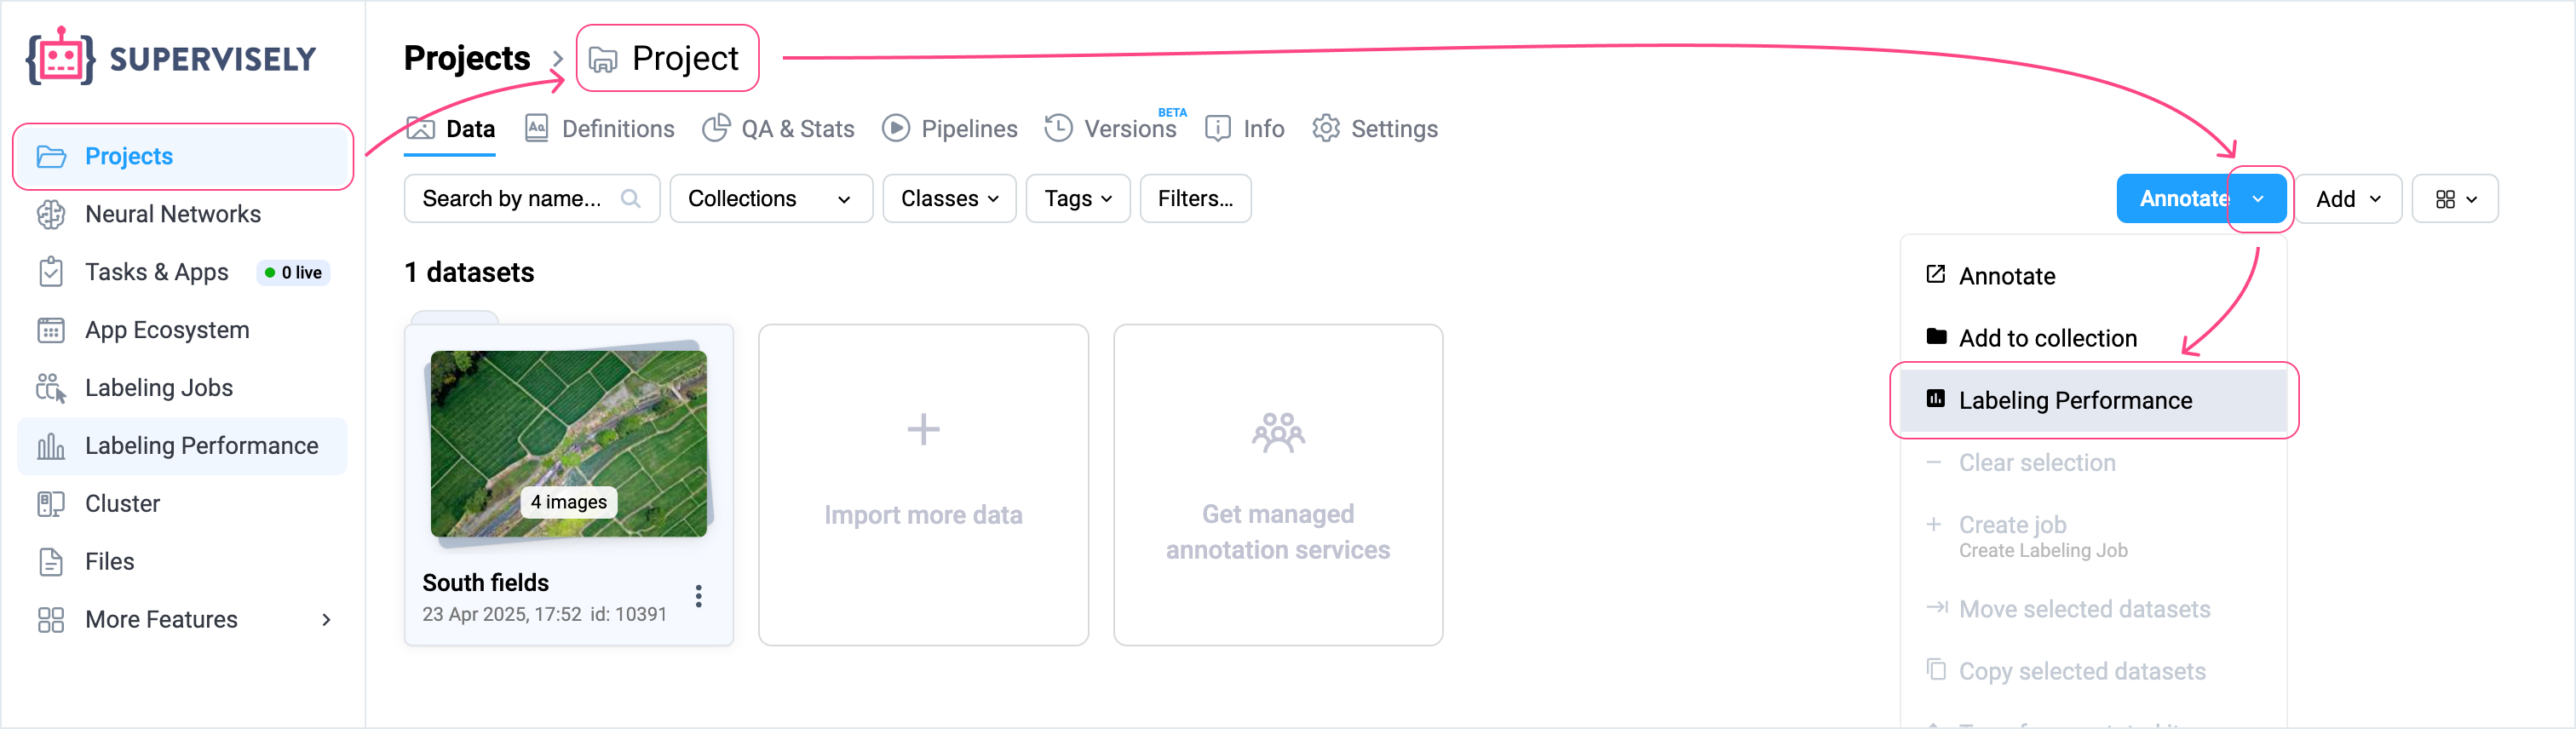 SUPERVISELY
Projects
Neural Networks
Tasks & Apps 0 live
App Ecosystem
Labeling Jobs
Labeling Performance
Cluster
Files
More Features
Projects > Project
Data Definitions QA & Stats Pipelines Versions BETA Info Settings
Search by name... Collections Classes Tags Filters... Annotate Add
1 datasets
4 images
South fields
23 Apr 2025, 17:52 id: 10391
Import more data
Get managed
annotation services
Annotate
Add to collection
Labeling Performance
Clear selection
Create job
Create Labeling Job
Move selected datasets
Copy selected datasets